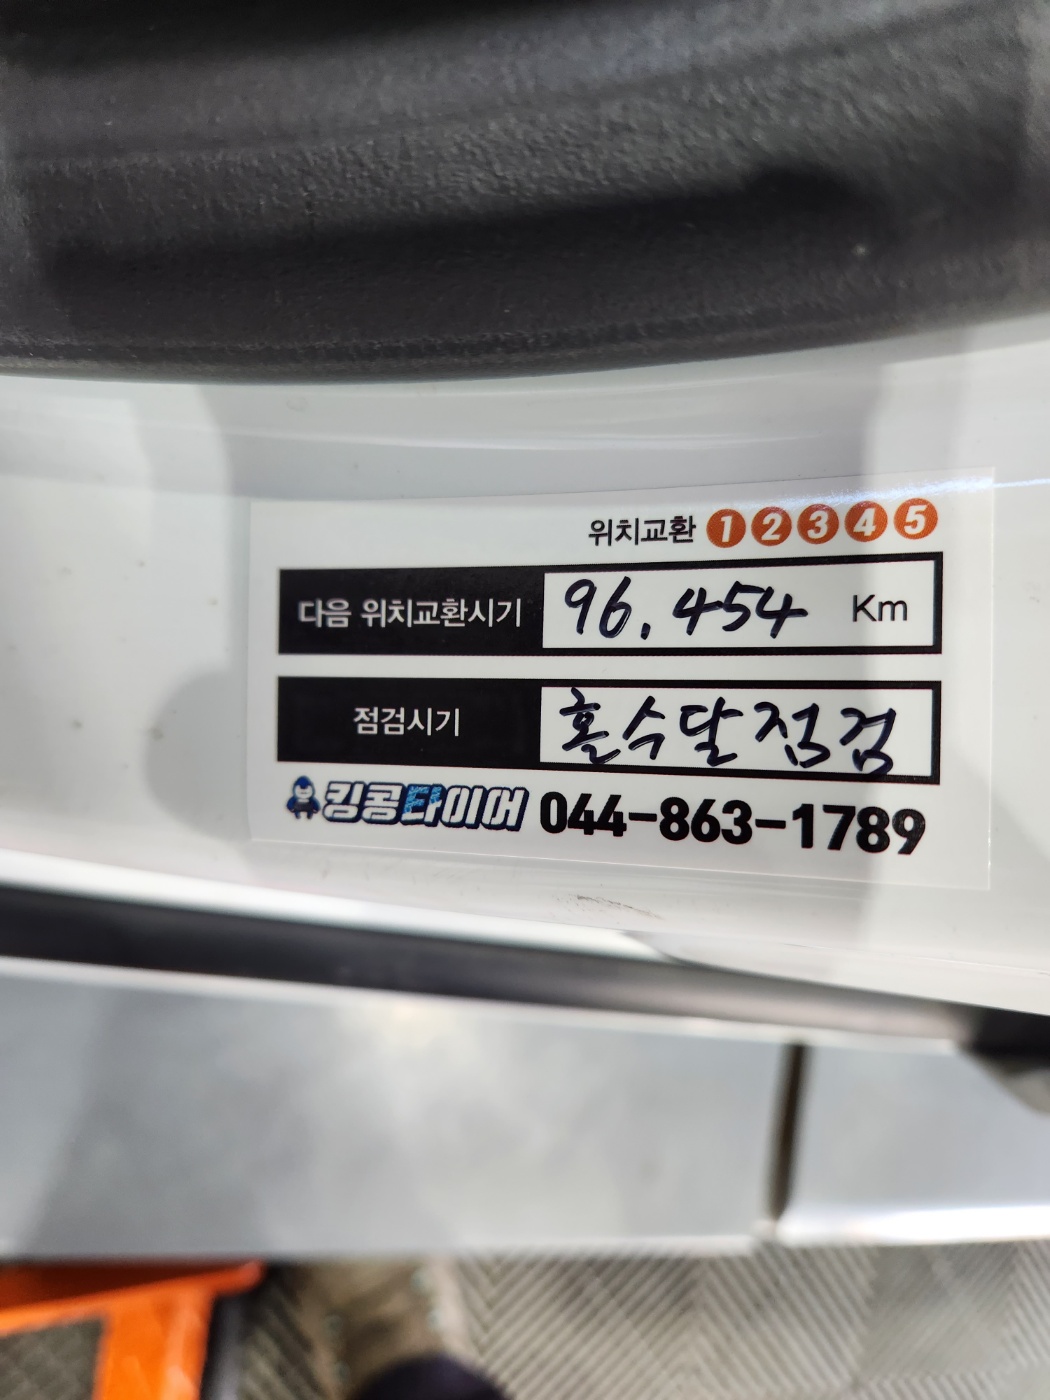 위치교환 1 2 3 4 5
다음 위치교환시기 96.454 Km
점검시기 홀수달점검
킹콩타이어 044-863-1789